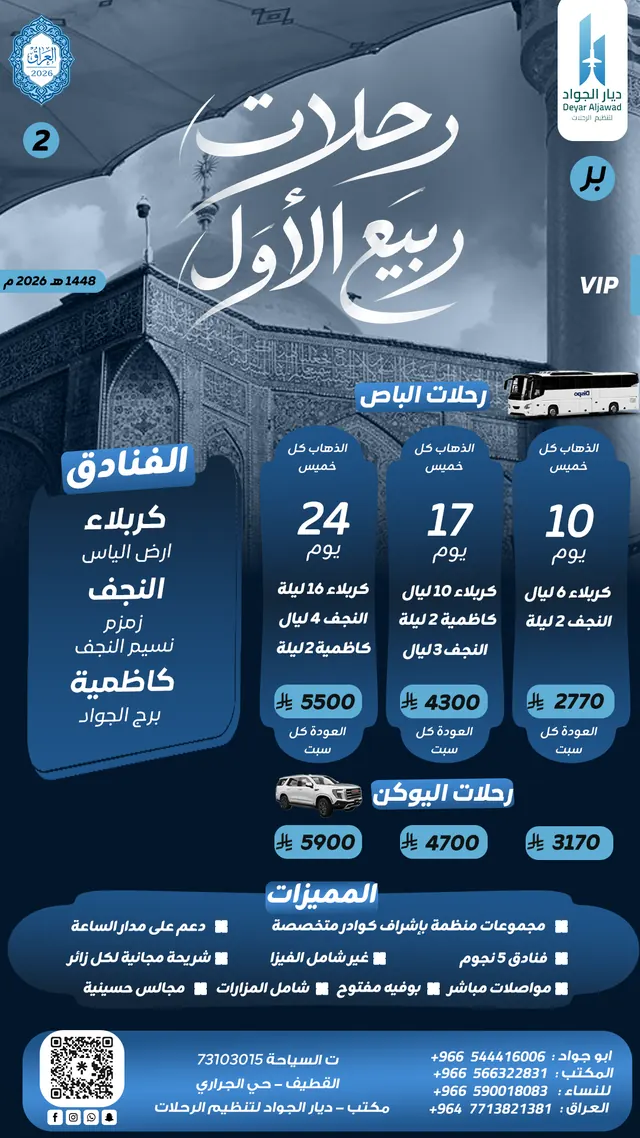 العراق
2026
ديار الجواد
Deyar Aljawad
لتنظيم الرحلات
2
بر
رحلات
ربيع الأول
1448 هـ 2026 م
VIP
رحلات الباص
الفنادق
كربلاء
ارض الياس
النجف
زمزم
نسيم النجف
كاظمية
برج الجواد
الذهاب كل
خميس
10
يوم
كربلاء 6 ليال
النجف 2 ليلة
2770
العودة كل
سبت
الذهاب كل
خميس
17
يوم
كربلاء 10 ليال
كاظمية 2 ليلة
النجف 3 ليال
4300
العودة كل
سبت
الذهاب كل
خميس
24
يوم
كربلاء 16 ليلة
النجف 4 ليال
كاظمية 2 ليلة
5500
العودة كل
سبت
رحلات اليوكن
3170
4700
5900
المميزات
مجموعات منظمة بإشراف كوادر متخصصة
دعم على مدار الساعة
فنادق 5 نجوم
غير شامل الفيزا
شريحة مجانية لكل زائر
مواصلات مباشر
بوفيه مفتوح
شامل المزارات
مجالس حسينية
ابو جواد : 544416006 966+
المكتب : 566322831 966+
للنساء : 590018083 966+
العراق : 7713821381 964+
ت السياحة 73103015
القطيف – حي الجراري
مكتب – ديار الجواد لتنظيم الرحلات